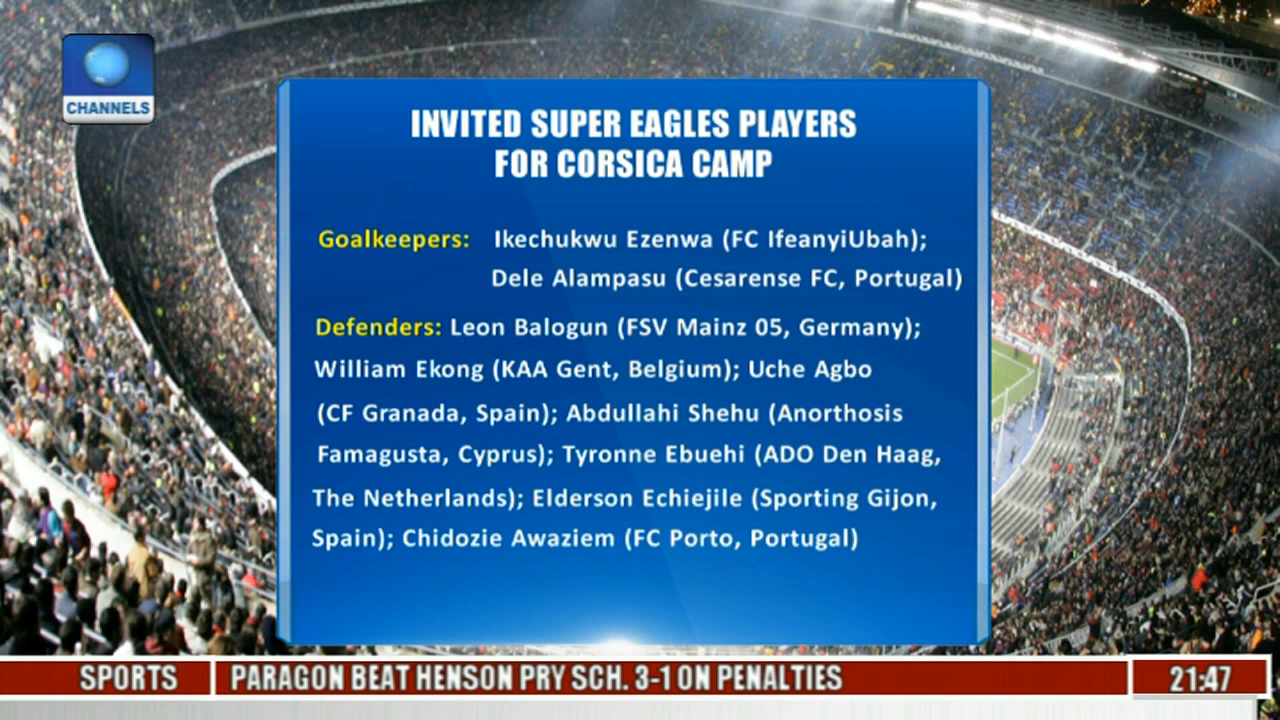 CHANNELS
INVITED SUPER EAGLES PLAYERS
FOR CORSICA CAMP
Goalkeepers: Ikechukwu Ezenwa (FC IfeanyiUbah);
Dele Alampasu (Cesarense FC, Portugal)
Defenders: Leon Balogun (FSV Mainz 05, Germany);
William Ekong (KAA Gent, Belgium); Uche Agbo
(CF Granada, Spain); Abdullahi Shehu (Anorthosis
Famagusta, Cyprus); Tyronne Ebuehi (ADO Den Haag,
The Netherlands); Elderson Echiejile (Sporting Gijon,
Spain); Chidozie Awaziem (FC Porto, Portugal)
SPORTS PARAGON BEAT HENSON PRY SCH. 3-1 ON PENALTIES 21:47